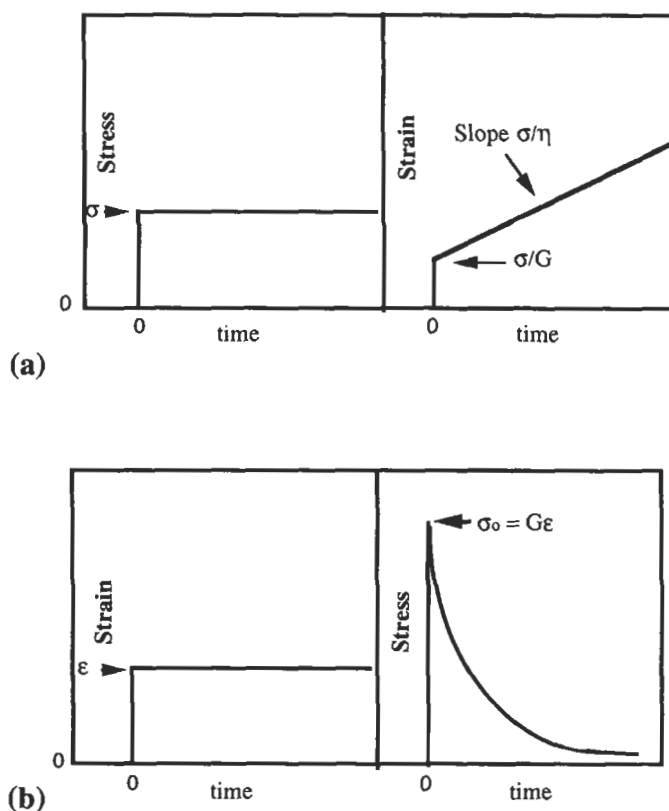 Stress
σ
0
0
time
Strain
Slope σ/η
σ/G
0
time
(a)
Strain
ε
0
0
time
Stress
σo = Gε
0
time
(b)